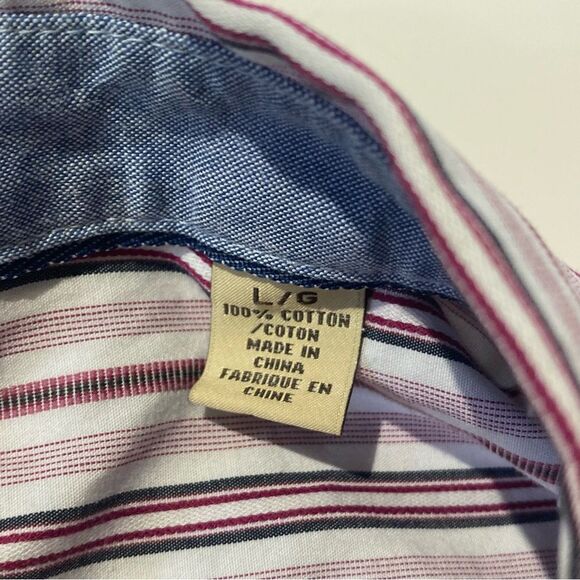 L/G
100% COTTON
/COTON
MADE IN
CHINA
FABRIQUE EN
CHINE